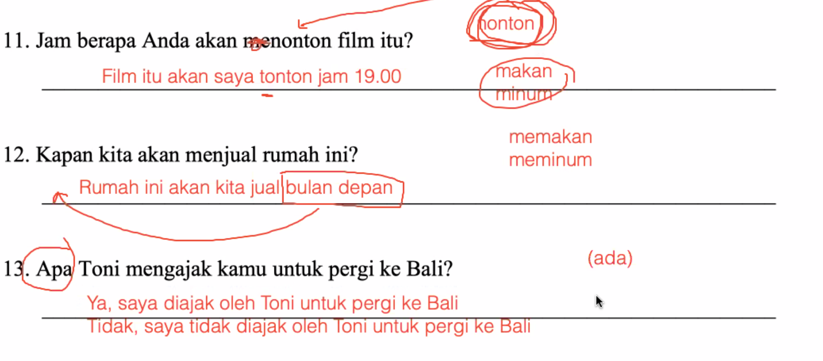 nonton
11. Jam berapa Anda akan menonton film itu?
makan
Film itu akan saya tonton jam 19.00
minum
memakan
12. Kapan kita akan menjual rumah ini?
meminum
Rumah ini akan kita jual bulan depan
(ada)
13. Apa Toni mengajak kamu untuk pergi ke Bali?
Ya, saya diajak oleh Toni untuk pergi ke Bali
Tidak, saya tidak diajak oleh Toni untuk pergi ke Bali